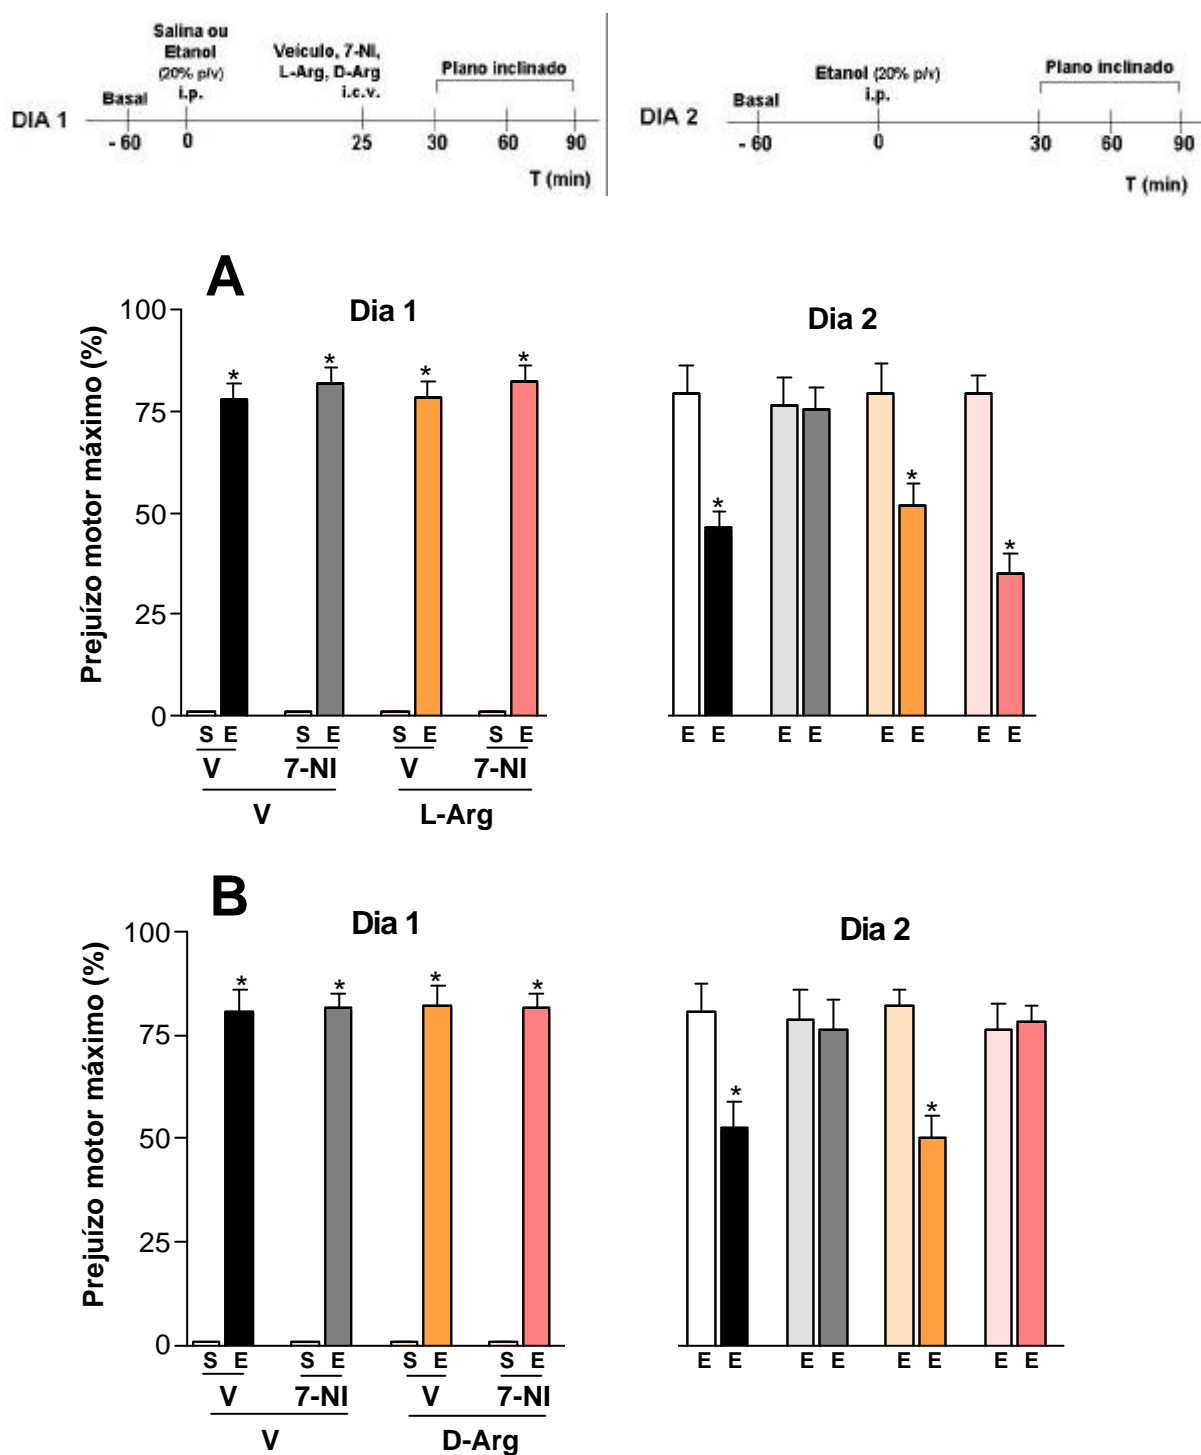 Salina ou
Etanol
(20% p/v)
i.p.
Veículo, 7-NI,
L-Arg, D-Arg
i.c.v.
Plano inclinado
Basal
DIA 1
- 60
0
25
30
60
90
T (min)
Etanol (20% p/v)
i.p.
Plano inclinado
Basal
DIA 2
- 60
0
30
60
90
T (min)
A
Dia 1
Dia 2
Prejuízo motor máximo (%)
100
75
50
25
0
* * * *
* * *
S E S E S E S E
V 7-NI V 7-NI
V L-Arg
E E E E E E E E
B
Dia 1
Dia 2
Prejuízo motor máximo (%)
100
75
50
25
0
* * * *
* *
S E S E S E S E
V 7-NI V 7-NI
V D-Arg
E E E E E E E E